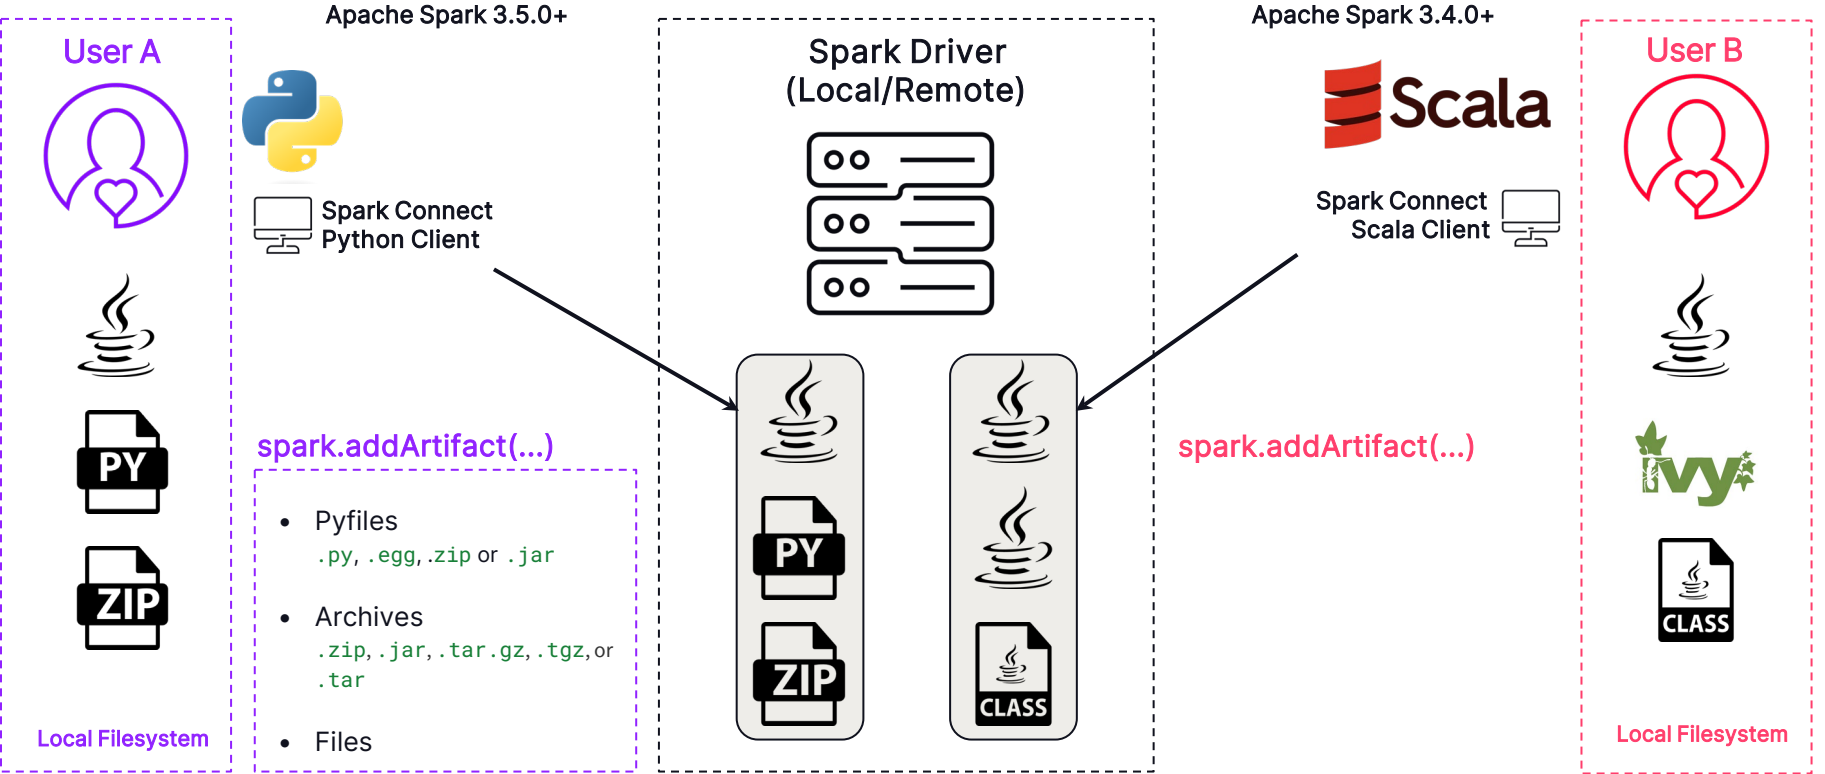 Apache Spark 3.5.0+
Apache Spark 3.4.0+
User A
Spark Driver
(Local/Remote)
Scala
User B
Spark Connect
Python Client
Spark Connect
Scala Client
spark.addArtifact(...)
spark.addArtifact(...)
PY
ZIP
Local Filesystem
• Pyfiles
.py, .egg, .zip or .jar
• Archives
.zip, .jar, .tar.gz, .tgz, or
.tar
• Files
PY
ZIP
CLASS
ivy
CLASS
Local Filesystem